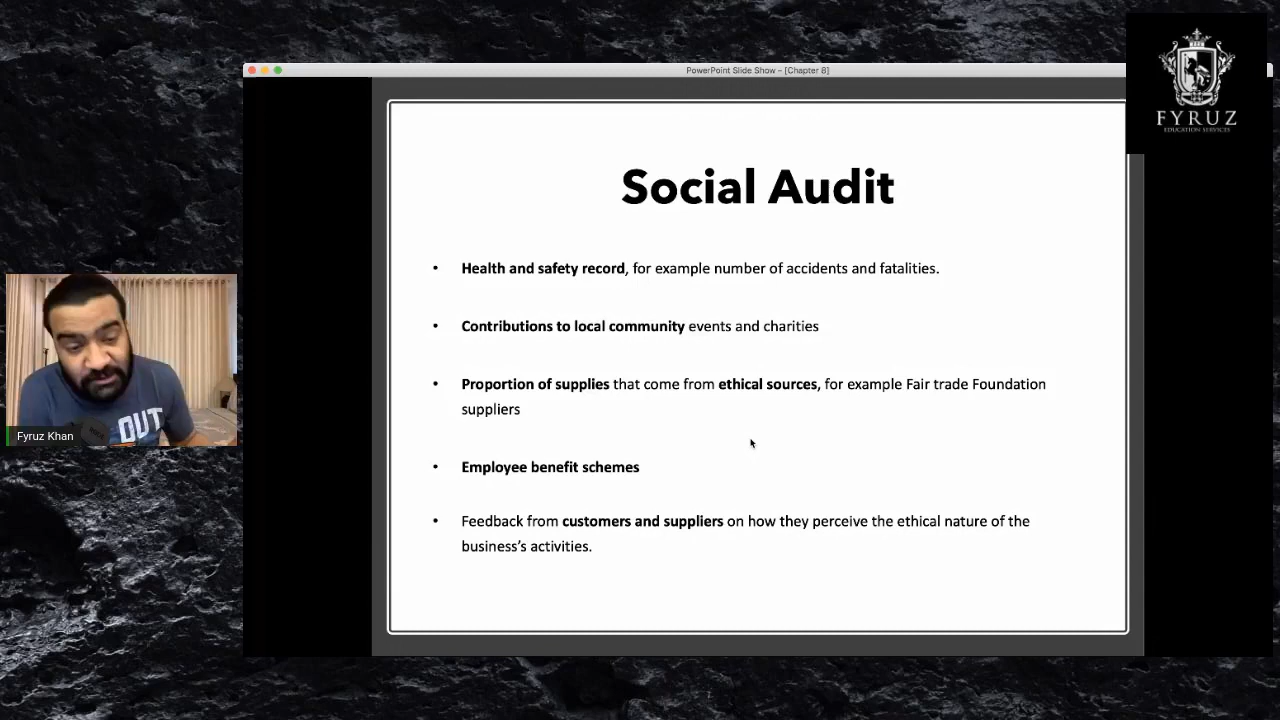 PowerPoint Slide Show – [Chapter 8]
FYRUZ
EDUCATION SERVICES
Social Audit
• Health and safety record, for example number of accidents and fatalities.
• Contributions to local community events and charities
• Proportion of supplies that come from ethical sources, for example Fair trade Foundation
suppliers
• Employee benefit schemes
• Feedback from customers and suppliers on how they perceive the ethical nature of the
business's activities.
OUT
Fyruz Khan